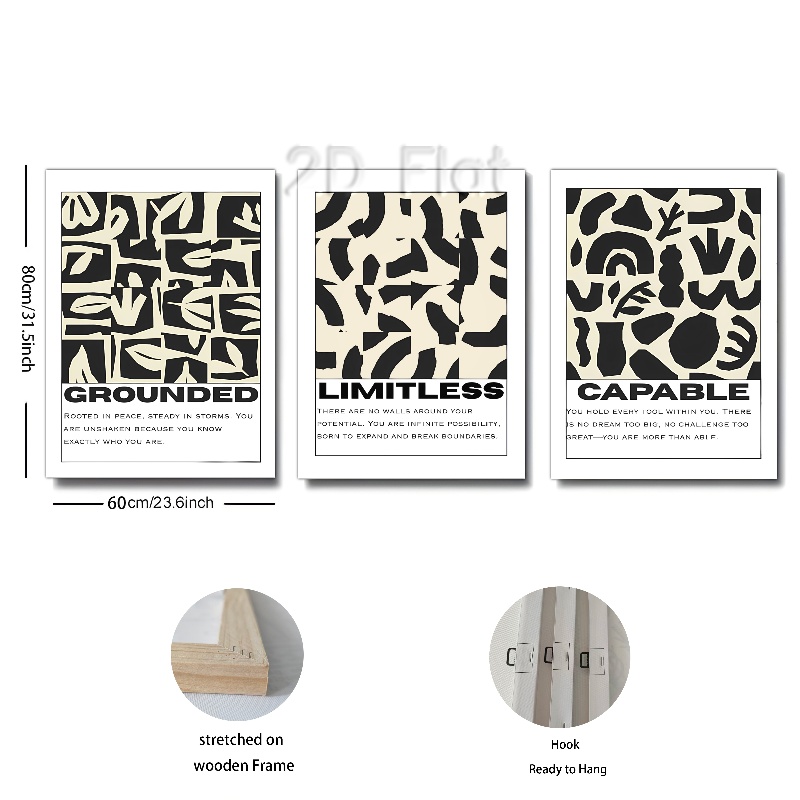 2D Flat
80cm/31.5inch
GROUNDED
ROOTED IN PEACE, STEADY IN STORMS. YOU
ARE UNSHAKEN BECAUSE YOU KNOW
EXACTLY WHO YOU ARE.
LIMITLESS
THERE ARE NO WALLS AROUND YOUR
POTENTIAL. YOU ARE INFINITE POSSIBILITY,
BORN TO EXPAND AND BREAK BOUNDARIES.
CAPABLE
YOU HOLD EVERY TOOL WITHIN YOU. THERE
IS NO DREAM TOO BIG, NO CHALLENGE TOO
GREAT—YOU ARE MORE THAN ABLE.
60cm/23.6inch
stretched on
wooden Frame
Hook
Ready to Hang